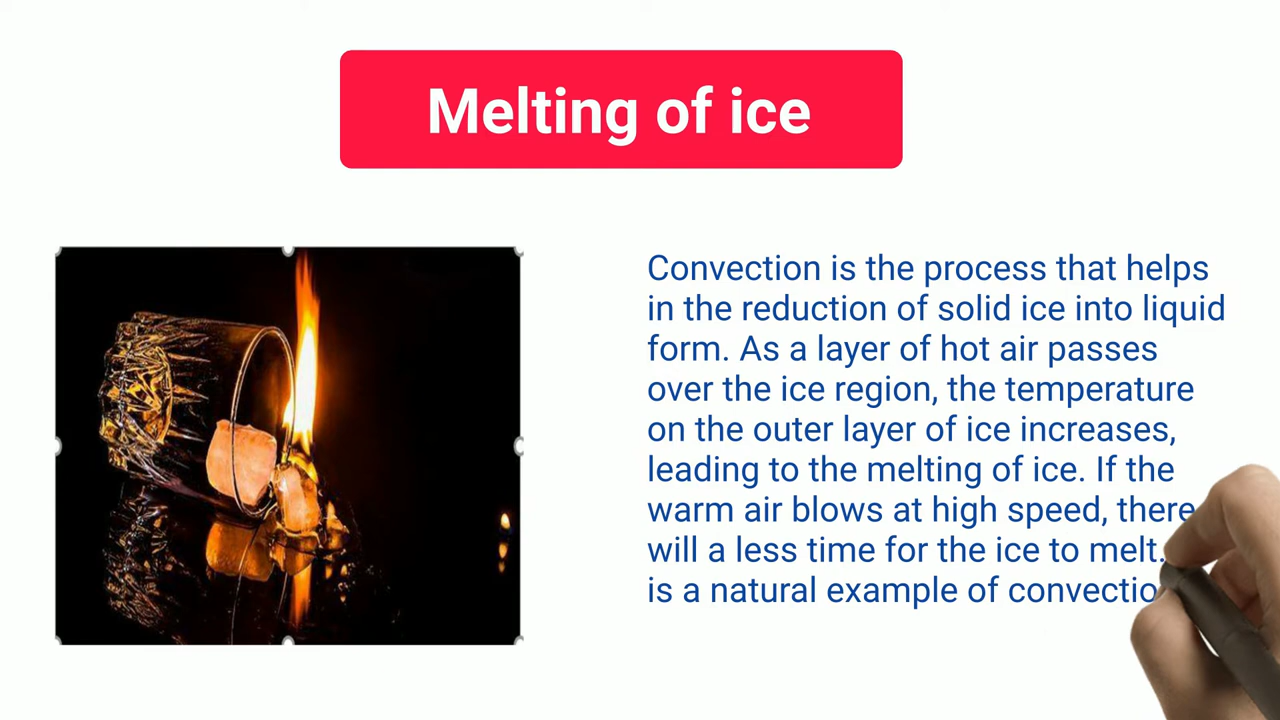 Melting of ice
Convection is the process that helps
in the reduction of solid ice into liquid
form. As a layer of hot air passes
over the ice region, the temperature
on the outer layer of ice increases,
leading to the melting of ice. If the
warm air blows at high speed, there
will a less time for the ice to melt.
is a natural example of